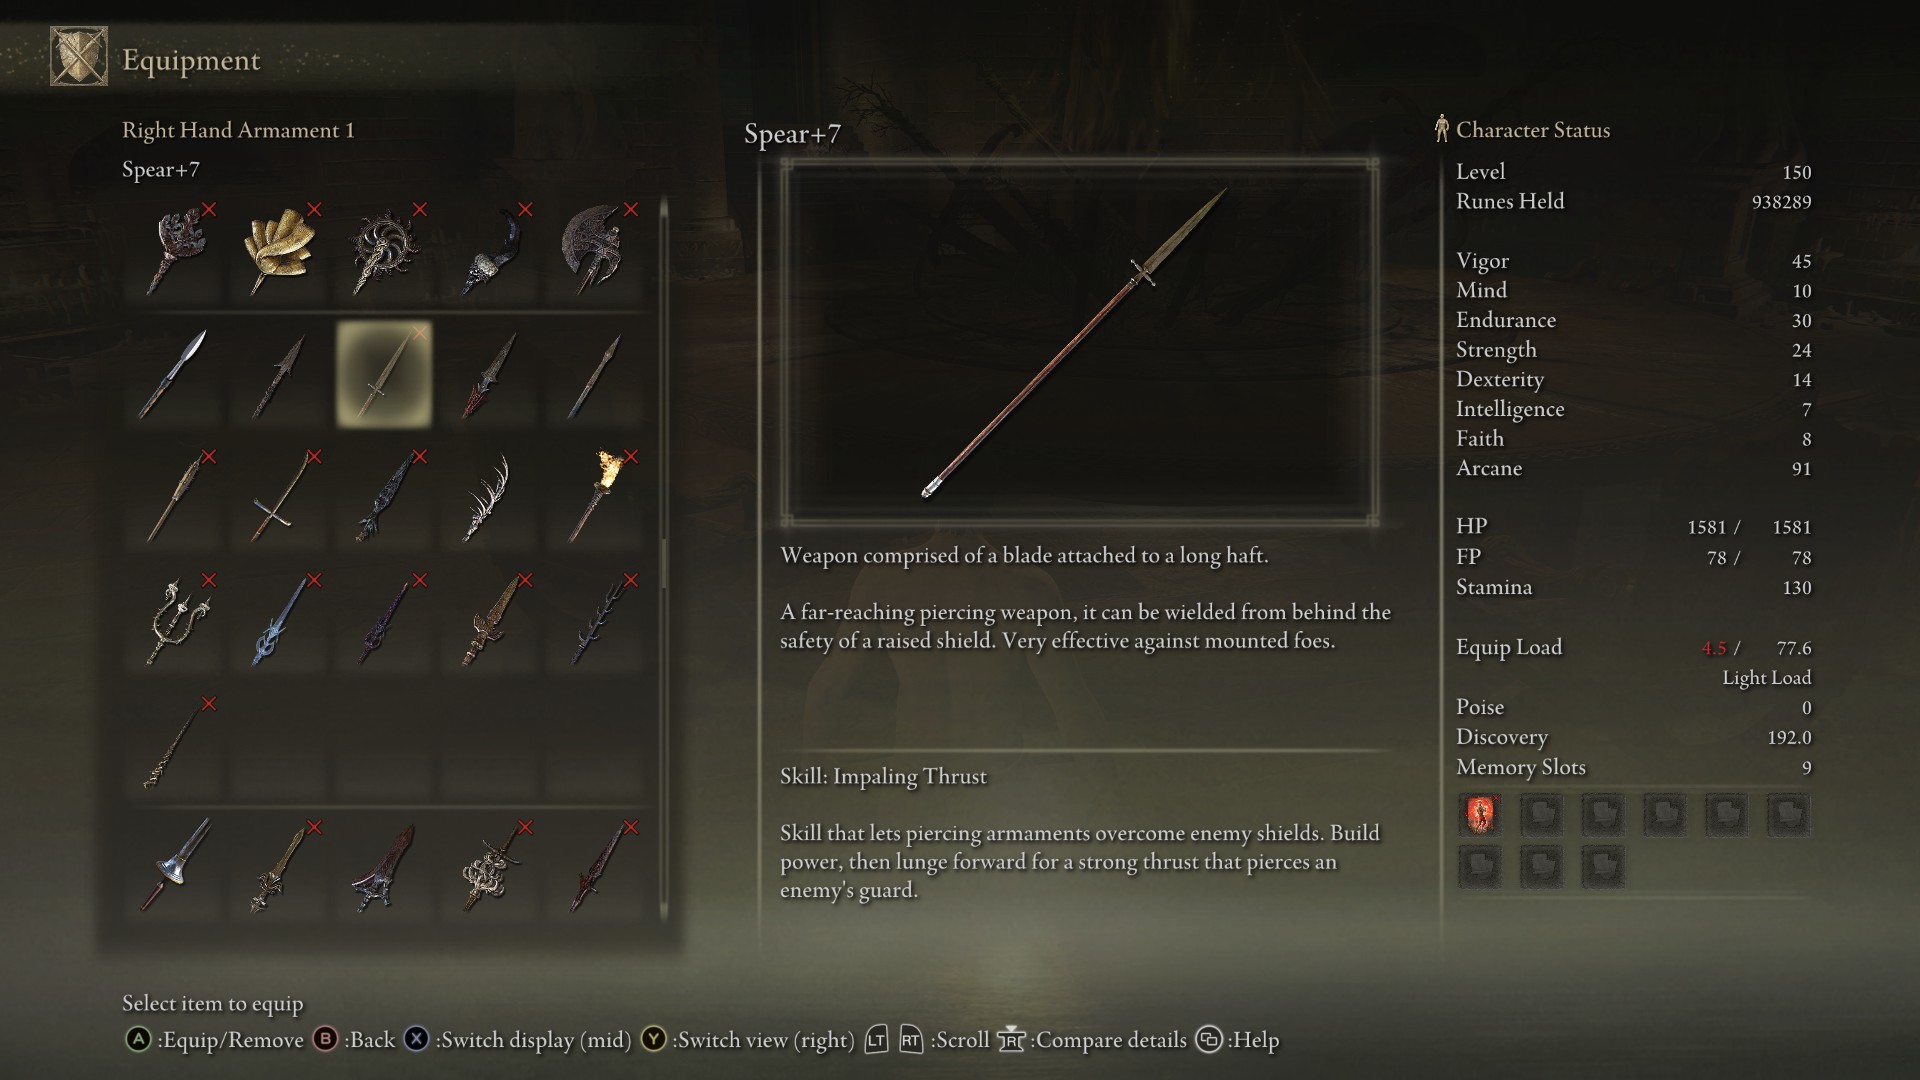 Equipment
Right Hand Armament 1
Spear+7
Spear+7
Weapon comprised of a blade attached to a long haft.
A far-reaching piercing weapon, it can be wielded from behind the
safety of a raised shield. Very effective against mounted foes.
Skill: Impaling Thrust
Skill that lets piercing armaments overcome enemy shields. Build
power, then lunge forward for a strong thrust that pierces an
enemy's guard.
Character Status
Level 150
Runes Held 938289
Vigor 45
Mind 10
Endurance 30
Strength 24
Dexterity 14
Intelligence 7
Faith 8
Arcane 91
HP 1581 / 1581
FP 78 / 78
Stamina 130
Equip Load 4.5 / 77.6
Light Load
Poise 0
Discovery 192.0
Memory Slots 9
Select item to equip
A :Equip/Remove B :Back X :Switch display (mid) Y :Switch view (right) LT RT :Scroll R :Compare details :Help